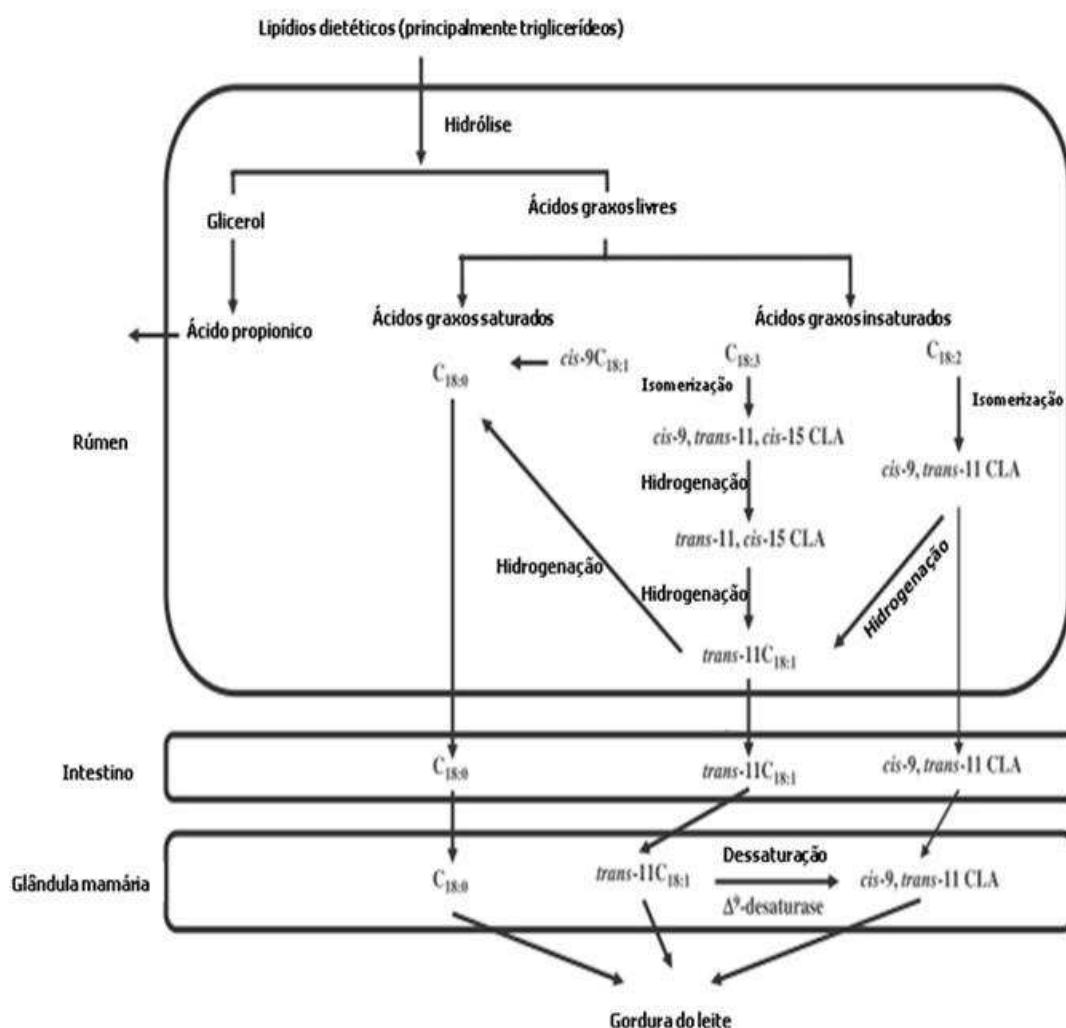 Lipídios dietéticos (principalmente triglicerídeos)
Hidrólise
Glicerol
Ácidos graxos livres
Ácido propionico
Ácidos graxos saturados
Ácidos graxos insaturados
C18:0
cis-9C18:1
C18:3
C18:2
Isomerização
Isomerização
Rúmen
cis-9, trans-11, cis-15 CLA
cis-9, trans-11 CLA
Hidrogenação
trans-11, cis-15 CLA
Hidrogenação
Hidrogenação
Hidrogenação
trans-11C18:1
Intestino
C18:0
trans-11C18:1
cis-9, trans-11 CLA
Glândula mamária
C18:0
trans-11C18:1
Dessaturação
Δ9-desaturase
cis-9, trans-11 CLA
Gordura do leite